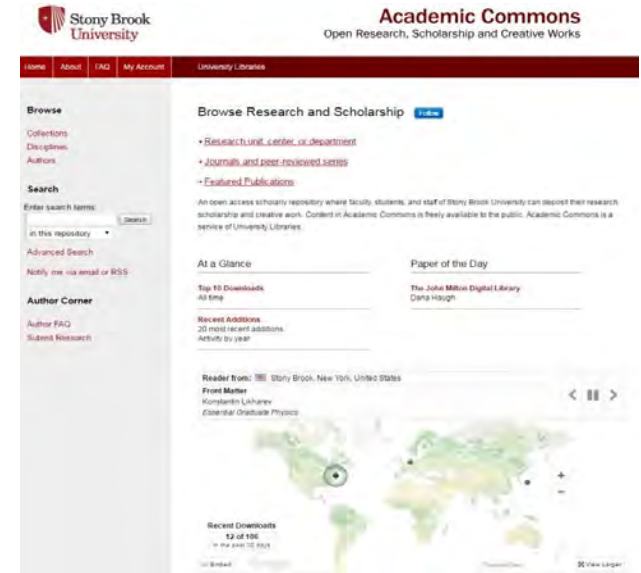 Stony Brook
University
Academic Commons
Open Research, Scholarship and Creative Works
Home About FAQ My Account University Libraries
Browse
Collections
Disciplines
Authors
Search
Enter search terms:
Search
in this repository
Advanced Search
Notify me via email or RSS
Author Corner
Author FAQ
Submit Research
Browse Research and Scholarship Follow
Research unit, center, or department
Journals and peer-reviewed series
Featured Publications
An open access scholarly repository where faculty, students, and staff of Stony Brook University can deposit their research,
scholarship and creative work. Content in Academic Commons is freely available to the public. Academic Commons is a
service of University Libraries.
At a Glance
Top 10 Downloads
All time
Recent Additions
20 most recent additions
Activity by year
Paper of the Day
The John Milton Digital Library
Dana Haugh
Reader from: Stony Brook, New York, United States
Front Matter
Konstantin Likharev
Essential Graduate Physics
+
−
Recent Downloads
12 of 106
in the past 30 days
Embed
View Larger